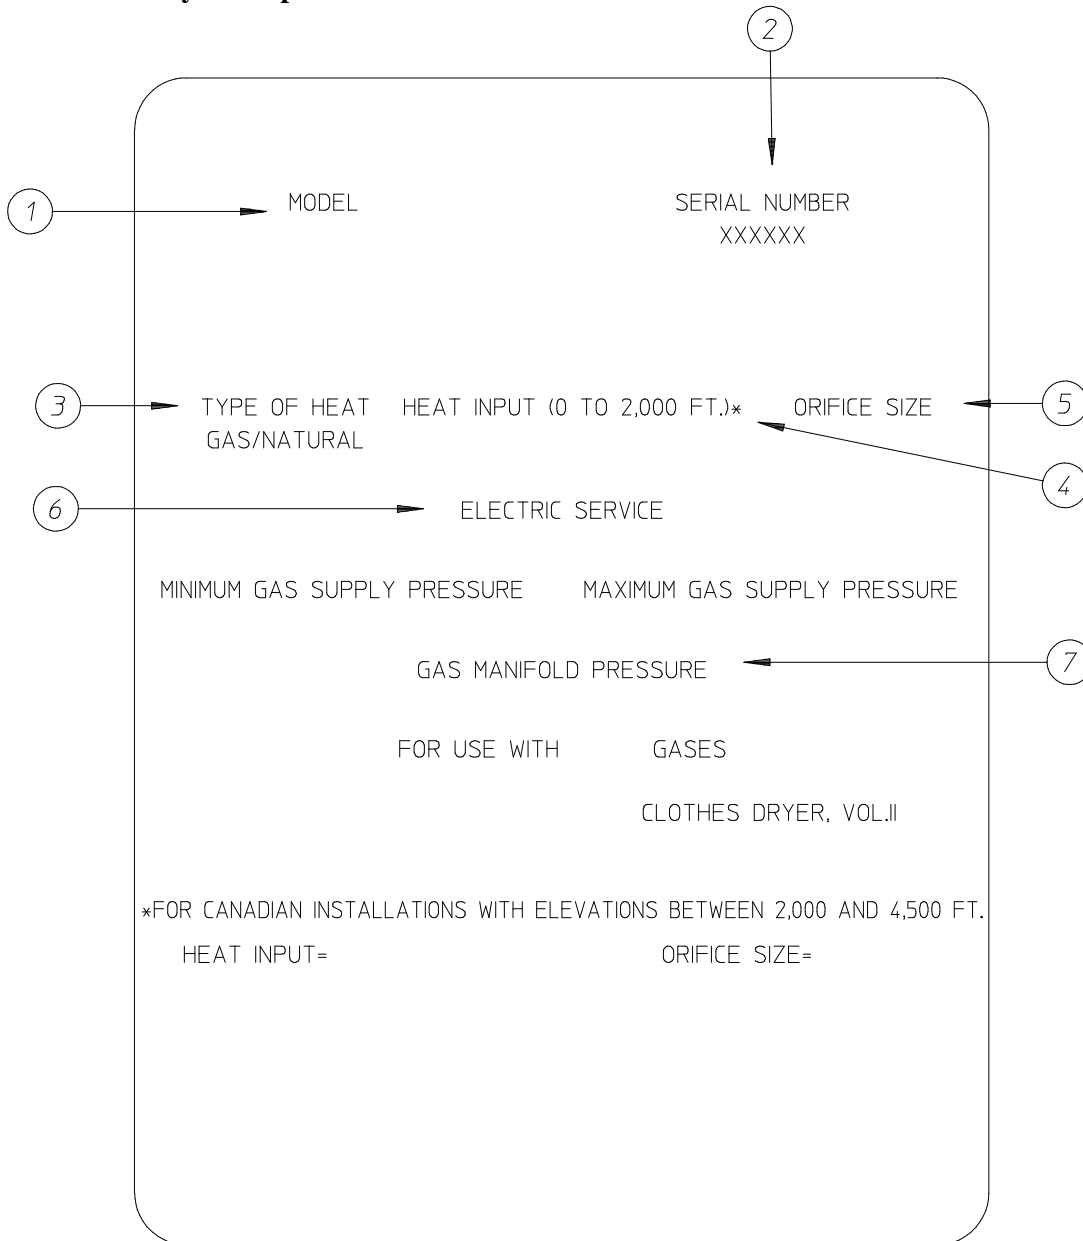 2
1
MODEL
SERIAL NUMBER
XXXXXX
3
TYPE OF HEAT
HEAT INPUT (0 TO 2,000 FT.)*
ORIFICE SIZE
5
GAS/NATURAL
4
6
ELECTRIC SERVICE
MINIMUM GAS SUPPLY PRESSURE
MAXIMUM GAS SUPPLY PRESSURE
GAS MANIFOLD PRESSURE
7
FOR USE WITH GASES
CLOTHES DRYER, VOL.II
*FOR CANADIAN INSTALLATIONS WITH ELEVATIONS BETWEEN 2,000 AND 4,500 FT.
HEAT INPUT=
ORIFICE SIZE=